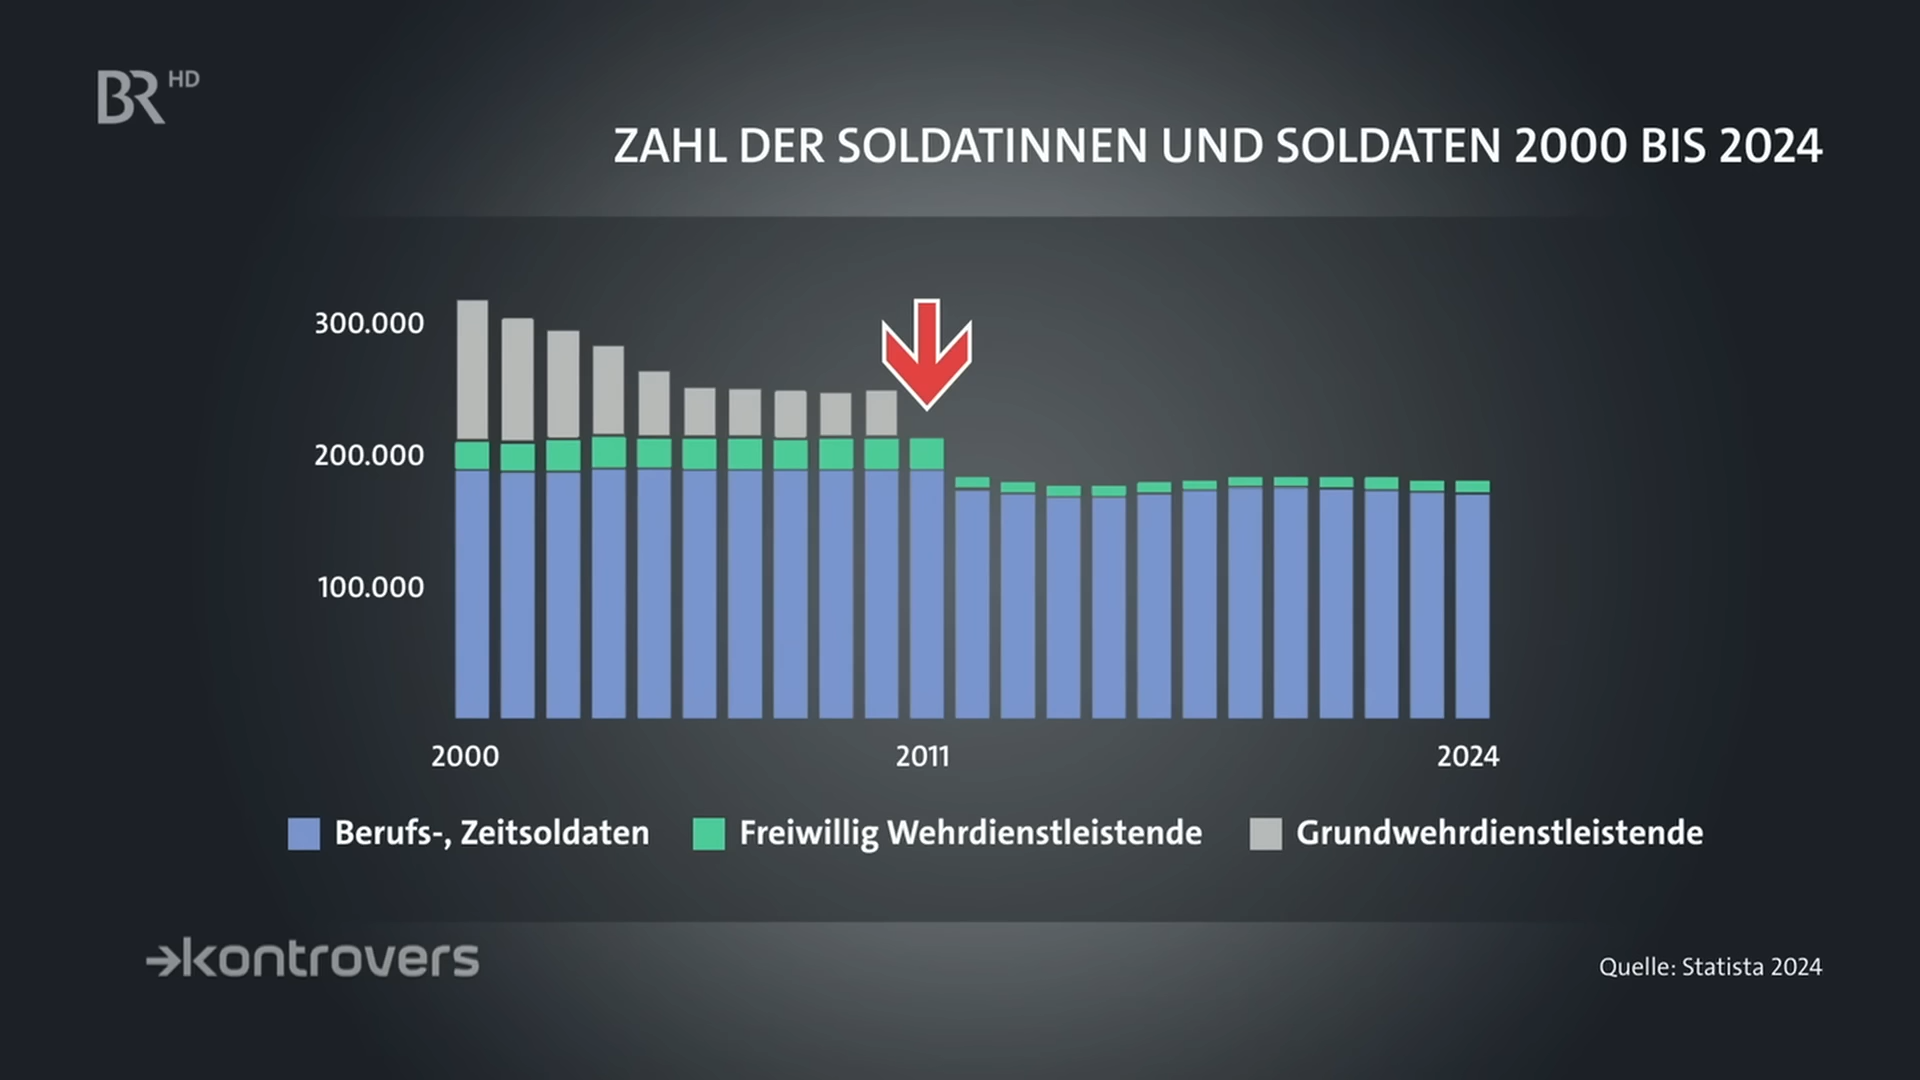 BR HD
ZAHL DER SOLDATINNEN UND SOLDATEN 2000 BIS 2024
300.000
200.000
100.000
2000 2011 2024
Berufs-, Zeitsoldaten Freiwillig Wehrdienstleistende Grundwehrdienstleistende
kontrovers
Quelle: Statista 2024